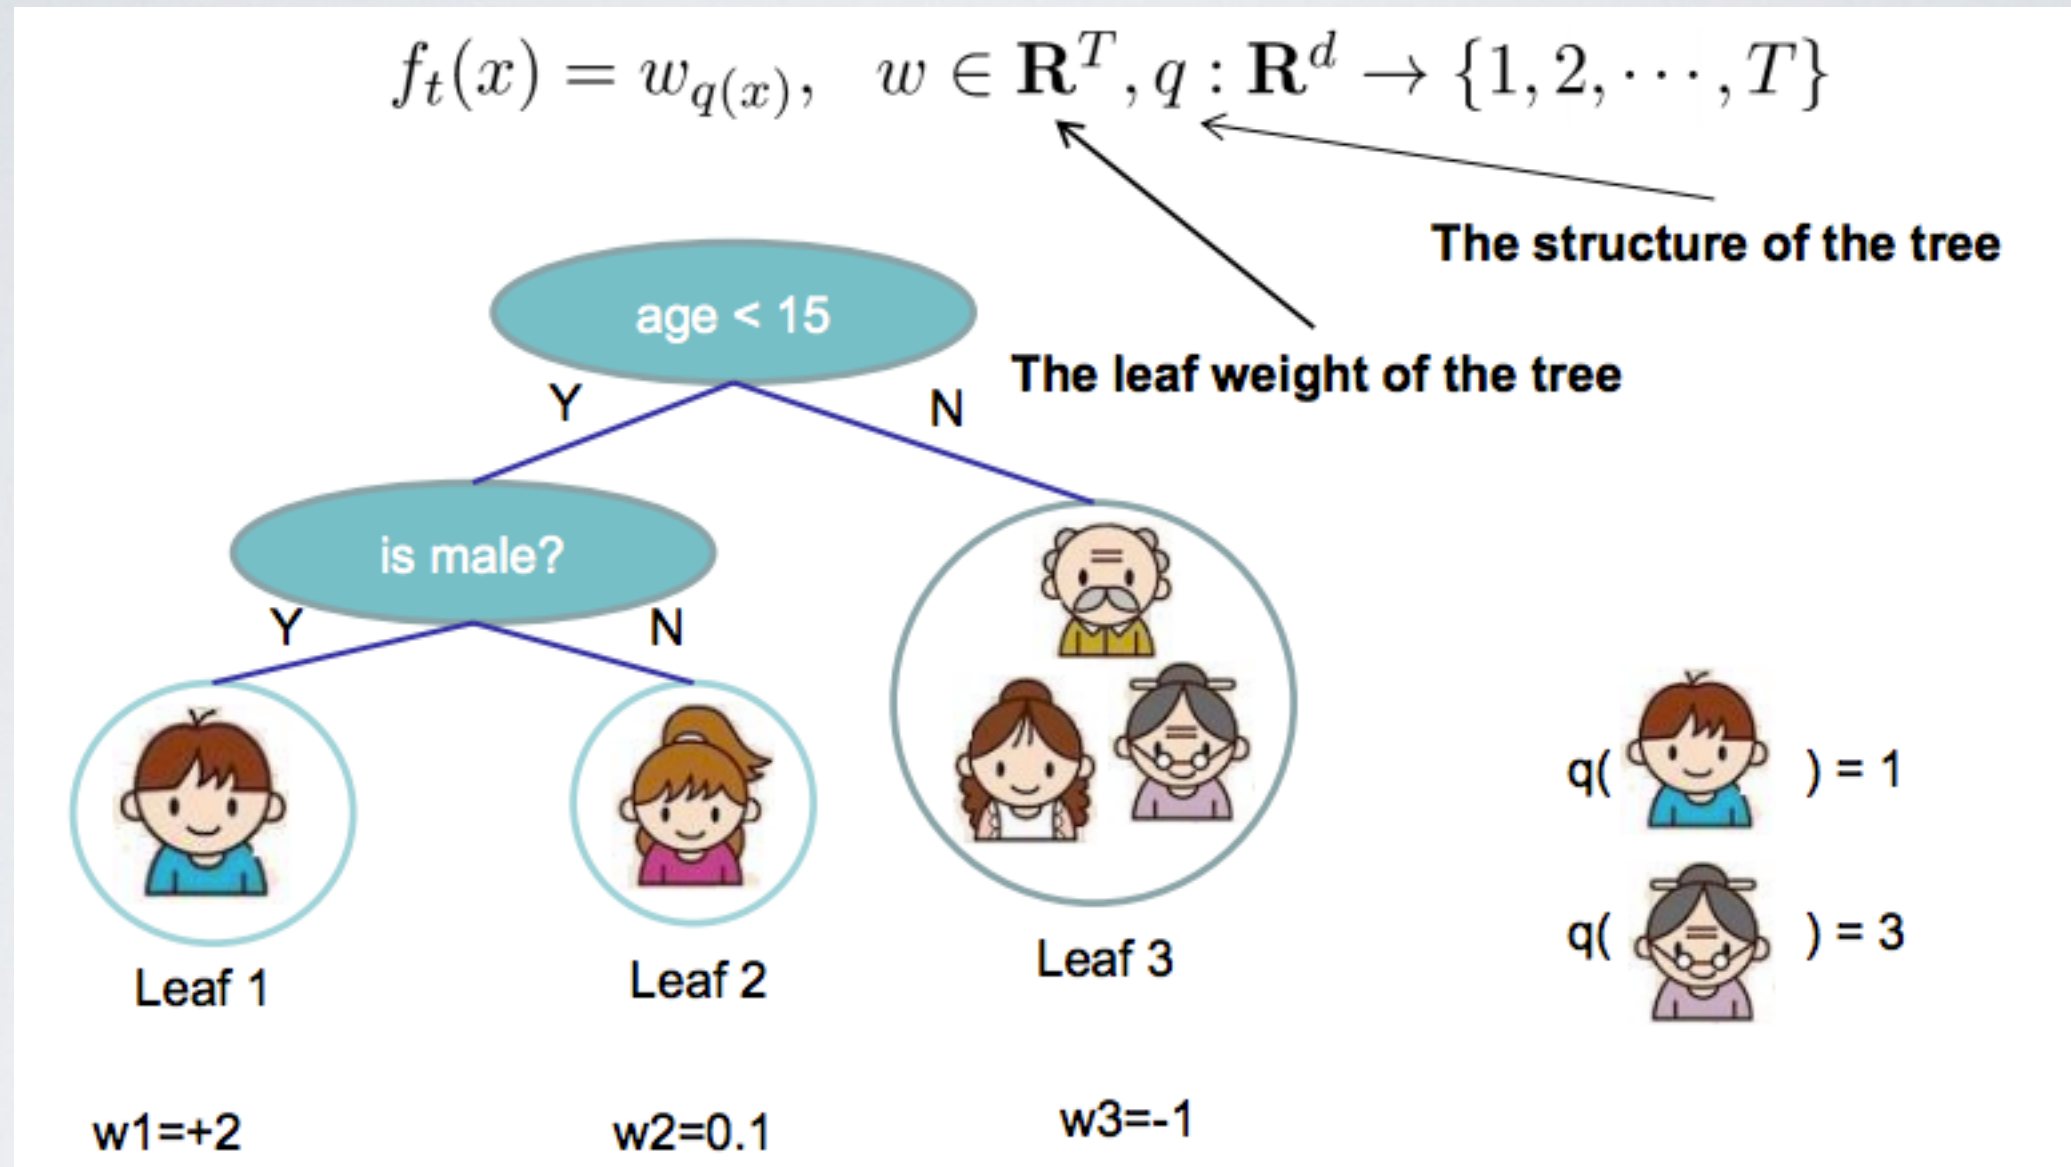 f_t(x) = w_{q(x)}, w ∈ R^T, q : R^d → {1, 2, ⋯, T}
The structure of the tree
age < 15
The leaf weight of the tree
Y N
is male?
Y N
q( ) = 1
q( ) = 3
Leaf 1 Leaf 2 Leaf 3
w1=+2 w2=0.1 w3=-1